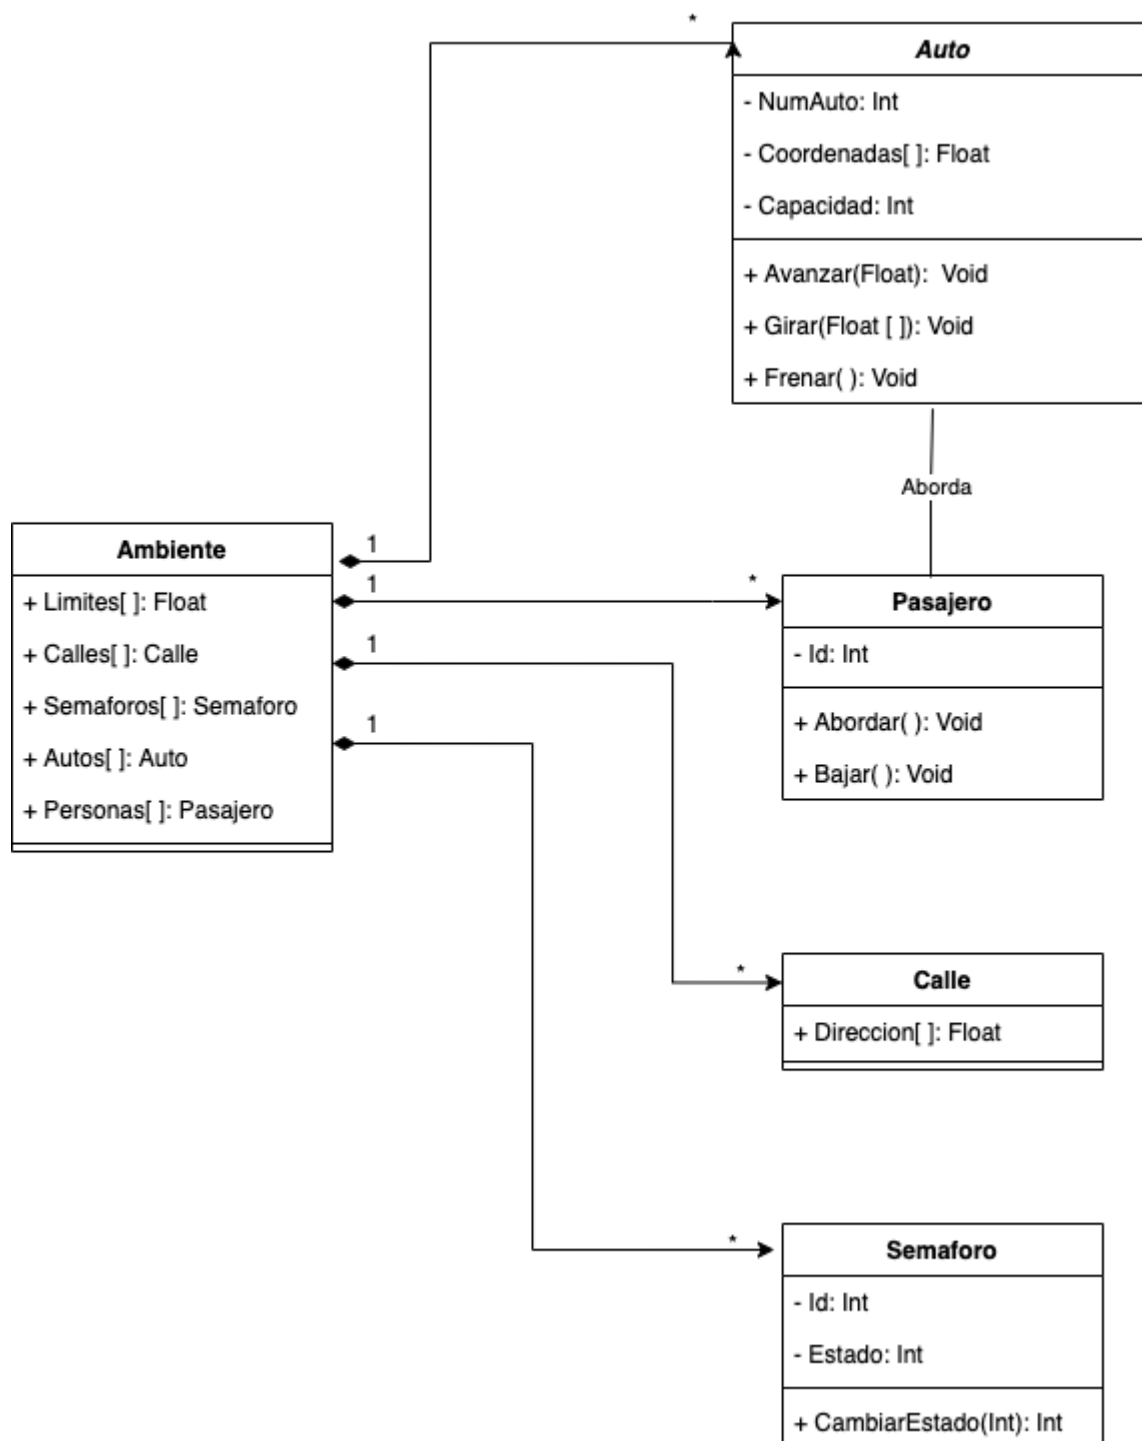 *
Auto
- NumAuto: Int
- Coordenadas[ ]: Float
- Capacidad: Int
+ Avanzar(Float):  Void
+ Girar(Float [ ]): Void
+ Frenar( ): Void
Aborda
Ambiente
+ Limites[ ]: Float
+ Calles[ ]: Calle
+ Semaforos[ ]: Semaforo
+ Autos[ ]: Auto
+ Personas[ ]: Pasajero
1
1
*
1
1
Pasajero
- Id: Int
+ Abordar( ): Void
+ Bajar( ): Void
*
Calle
+ Direccion[ ]: Float
*
Semaforo
- Id: Int
- Estado: Int
+ CambiarEstado(Int): Int